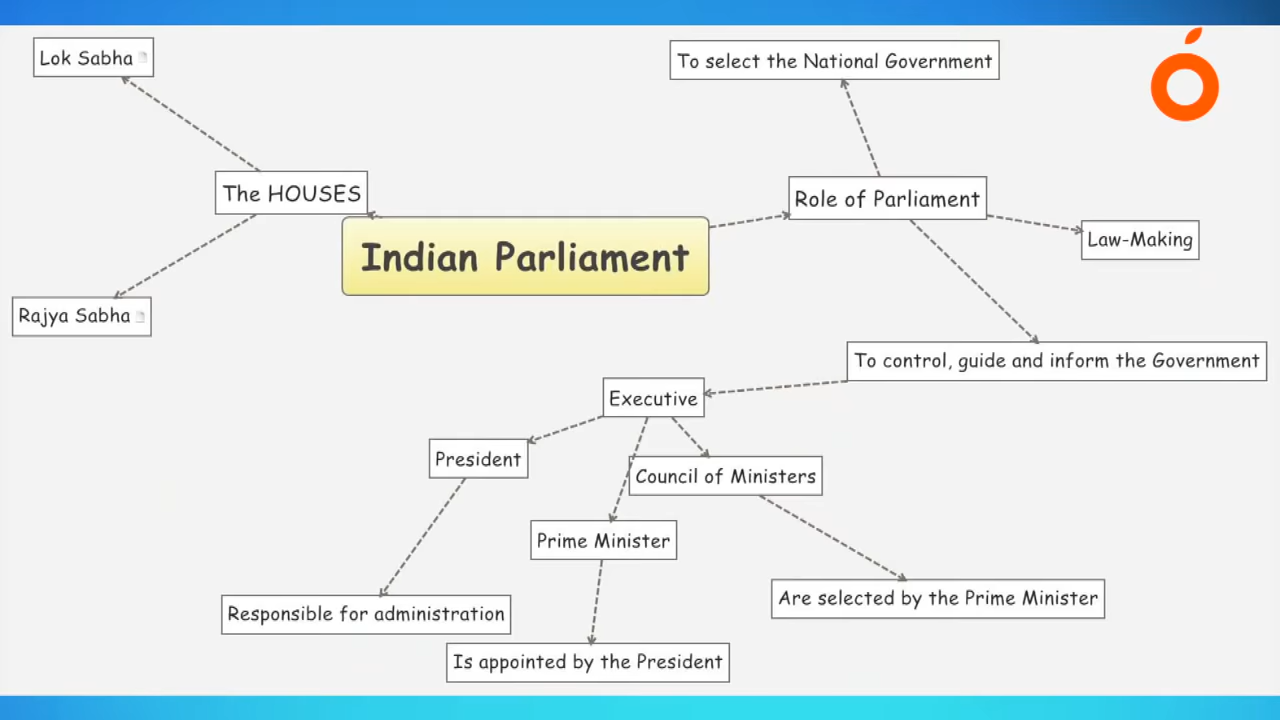 Lok Sabha
To select the National Government
The HOUSES
Role of Parliament
Law-Making
Indian Parliament
Rajya Sabha
To control, guide and inform the Government
Executive
President
Council of Ministers
Prime Minister
Are selected by the Prime Minister
Responsible for administration
Is appointed by the President